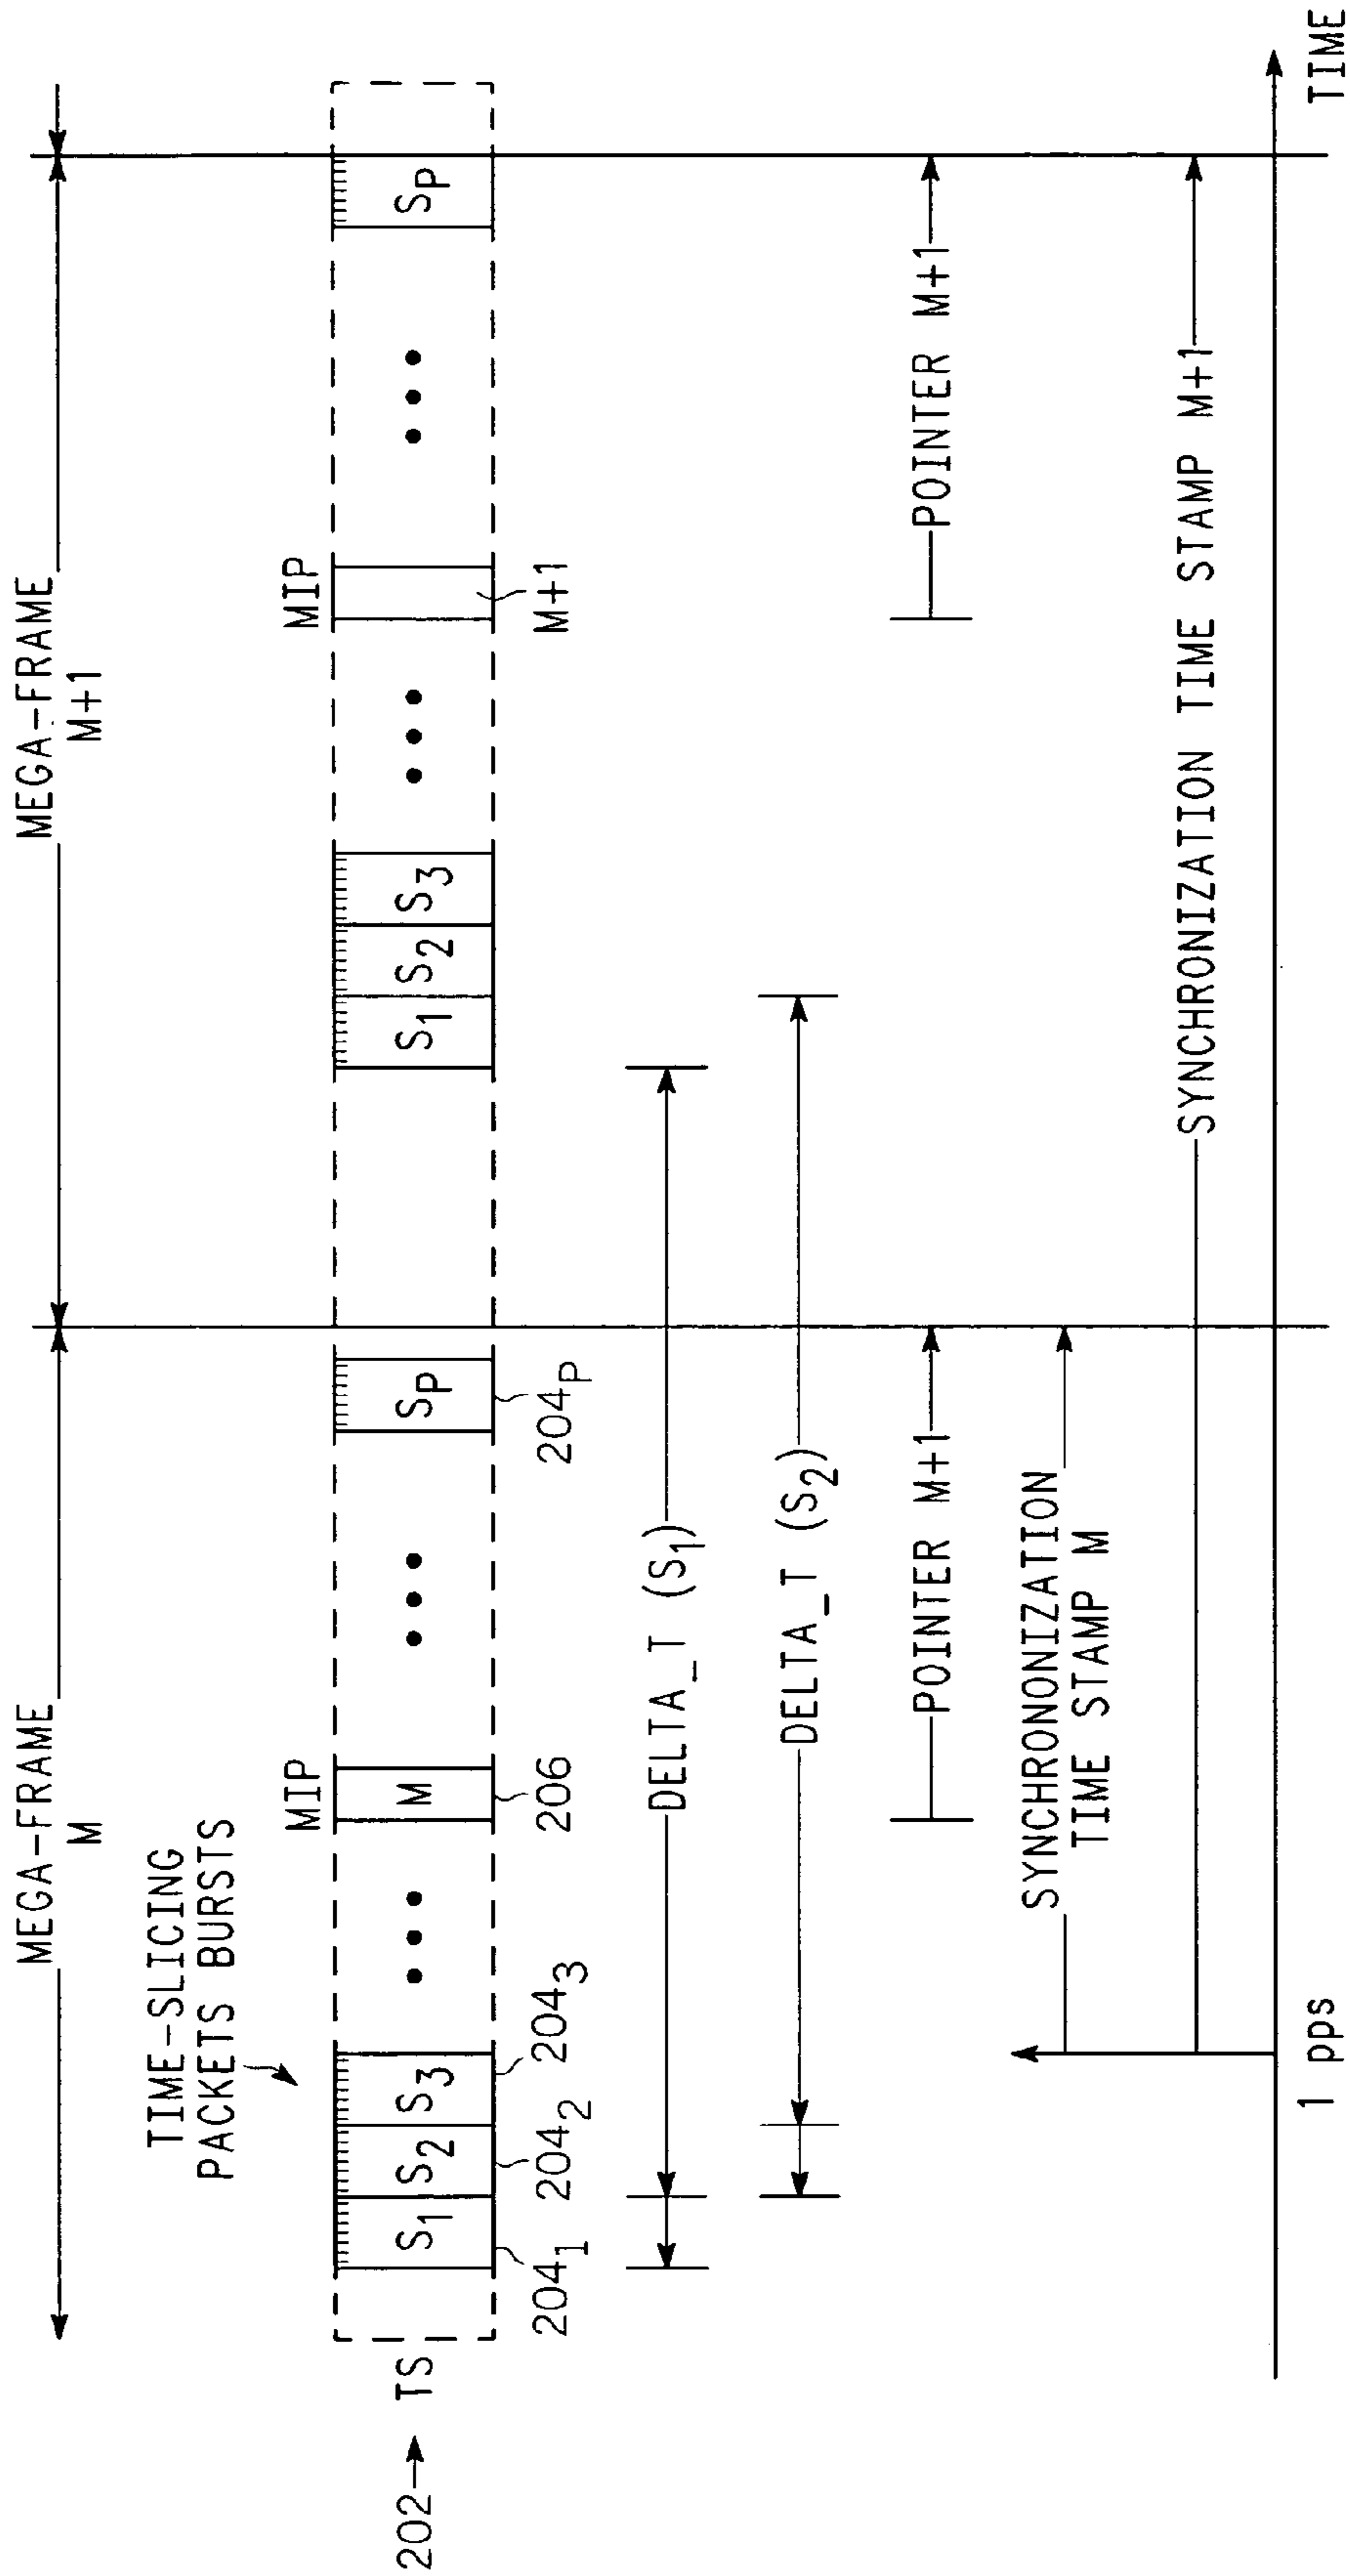 MEGA-FRAME
M
MEGA-FRAME
M+1
TIME-SLICING
PACKETS BURSTS
MIP
MIP
202 TS
S1
S2
S3
M
SP
S1
S2
S3
SP
2041
2042
2043
206
204P
M+1
DELTA_T (S1)
DELTA_T (S2)
POINTER M+1
POINTER M+1
SYNCHRONONIZATION
TIME STAMP M
SYNCHRONIZATION TIME STAMP M+1
1 pps
TIME